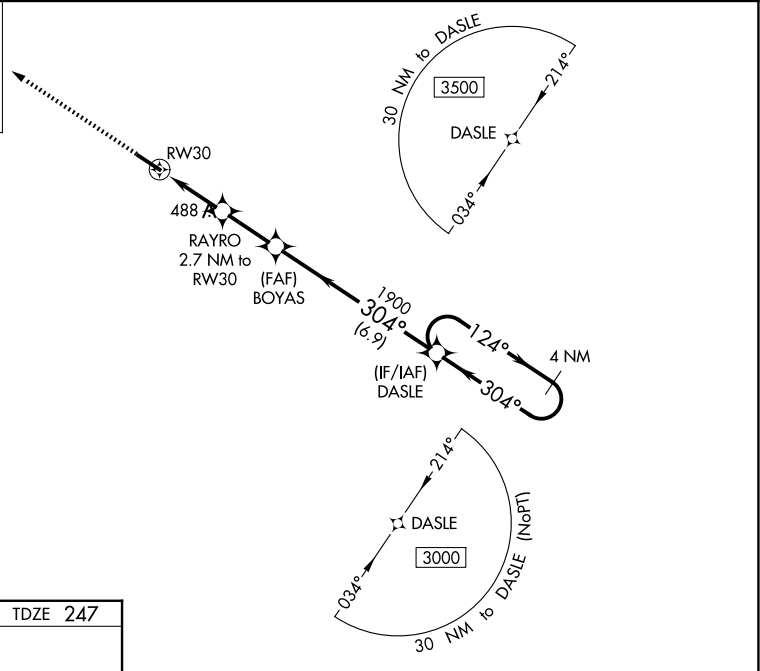 30 NM to DASLE
3500
214°
DASLE
034°
RW30
488
RAYRO
2.7 NM to
RW30
(FAF)
BOYAS
1900
304°
(6.9)
124°
4 NM
(IF/IAF)
DASLE
304°
214°
DASLE
3000
034°
30 NM to DASLE (NoPT)
TDZE 247